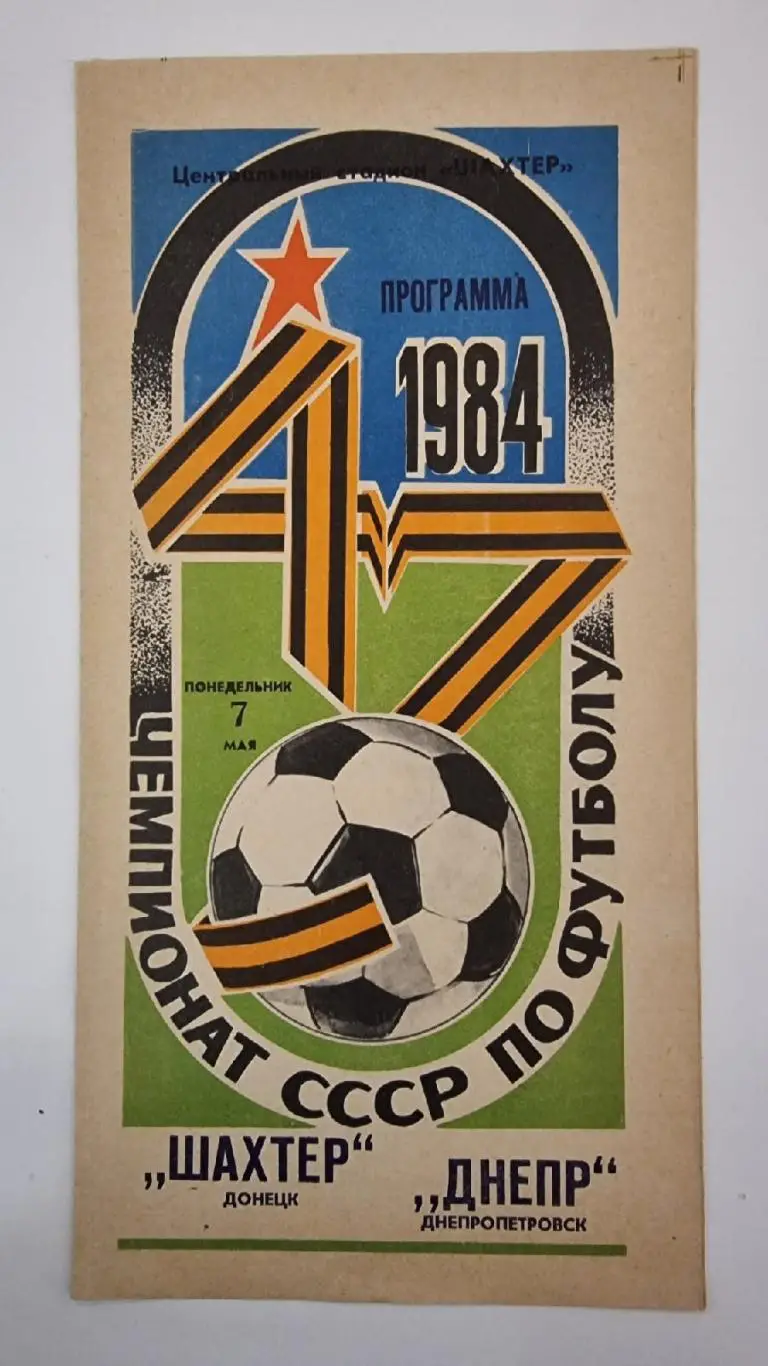 Центральный стадион «ШАХТЕР»
ПРОГРАММА
1984
ПОНЕДЕЛЬНИК
7
МАЯ
ЧЕМПИОНАТ СССР ПО ФУТБОЛУ
„ШАХТЕР“
ДОНЕЦК
„ДНЕПР“
ДНЕПРОПЕТРОВСК